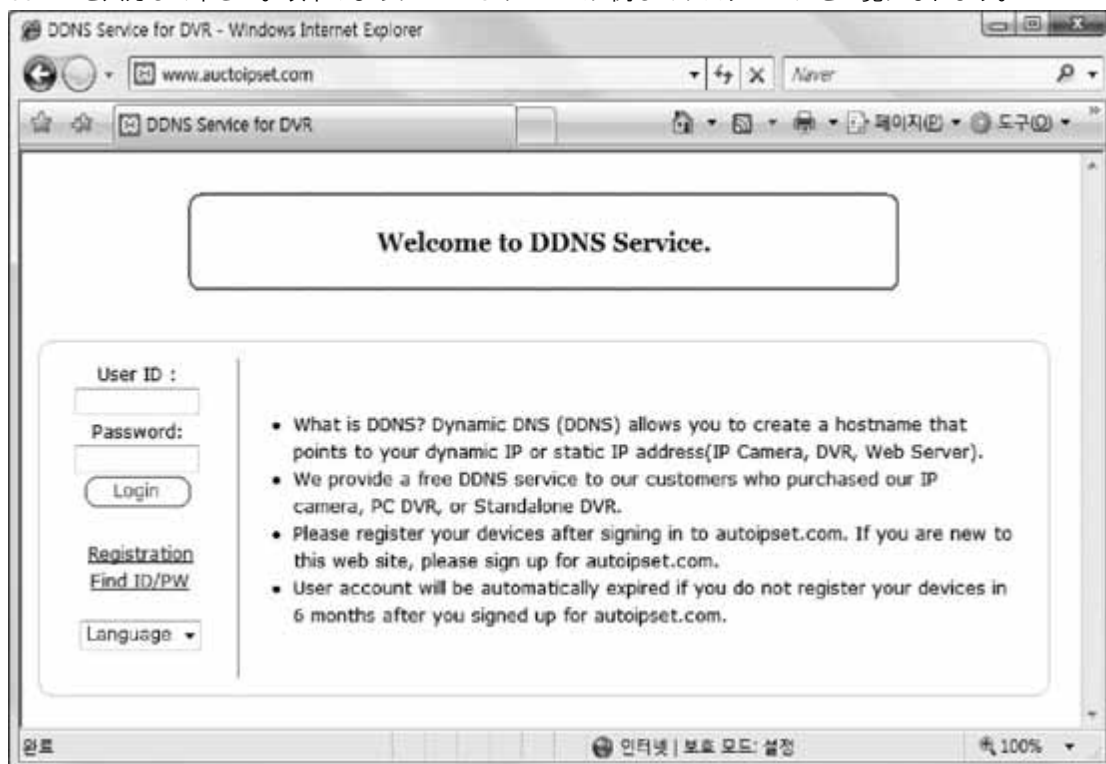 DDNS Service for DVR - Windows Internet Explorer
www.auctoipset.com
Naver
DDNS Service for DVR
페이지(P)
도구(O)
Welcome to DDNS Service.
User ID :
Password:
Login
Registration
Find ID/PW
Language
• What is DDNS? Dynamic DNS (DDNS) allows you to create a hostname that
points to your dynamic IP or static IP address(IP Camera, DVR, Web Server).
• We provide a free DDNS service to our customers who purchased our IP
camera, PC DVR, or Standalone DVR.
• Please register your devices after signing in to autoipset.com. If you are new to
this web site, please sign up for autoipset.com.
• User account will be automatically expired if you do not register your devices in
6 months after you signed up for autoipset.com.
완료
인터넷 | 보호 모드: 설정
100%